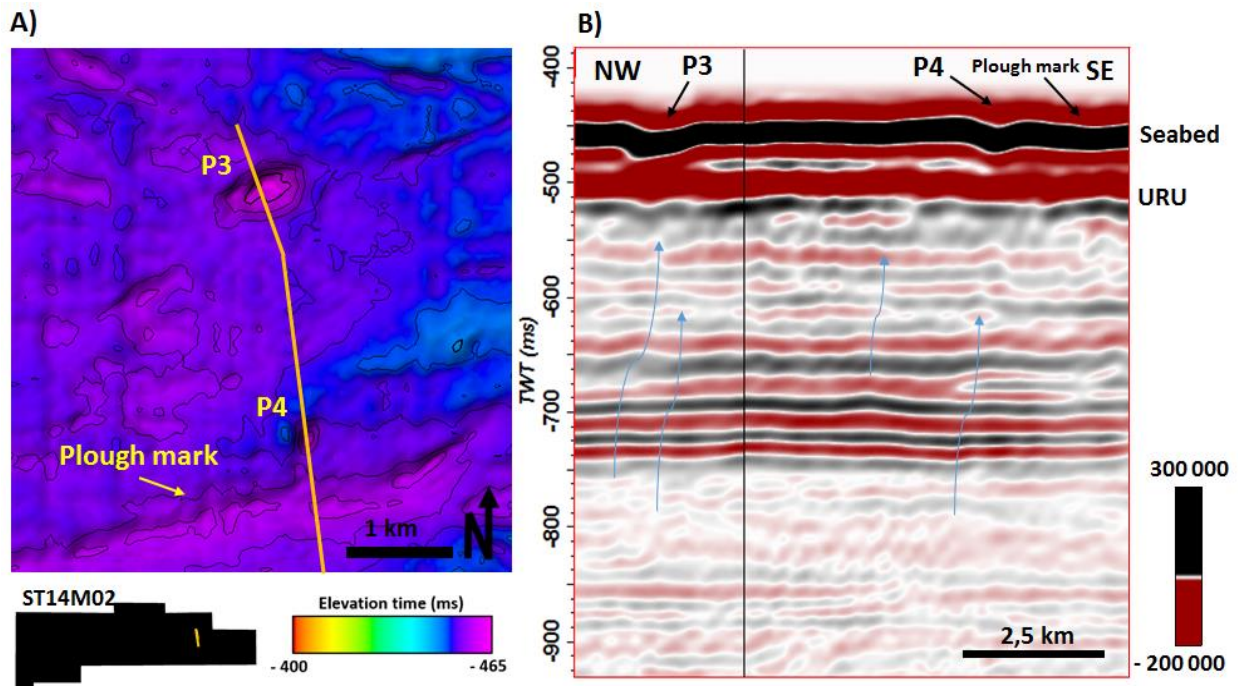 A)
P3
P4
Plough mark
1 km
N
ST14M02
Elevation time (ms)
- 400
- 465
B)
NW
P3
P4
Plough mark
SE
-400
-500
-600
-700
-800
-900
TWT (ms)
Seabed
URU
2,5 km
300 000
- 200 000